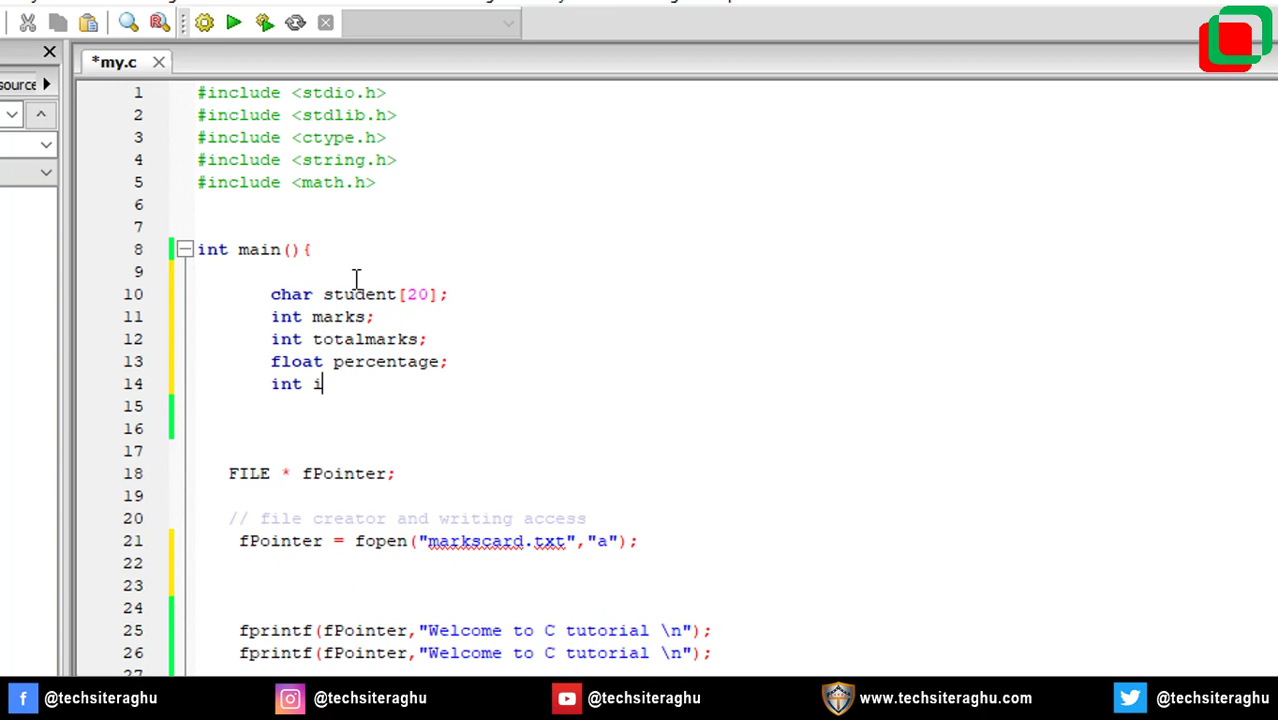 *my.c
source
1 #include <stdio.h>
2 #include <stdlib.h>
3 #include <ctype.h>
4 #include <string.h>
5 #include <math.h>
6
7
8 int main(){
9
10 char student[20];
11 int marks;
12 int totalmarks;
13 float percentage;
14 int i
15
16
17
18 FILE * fPointer;
19
20 // file creator and writing access
21 fPointer = fopen("markscard.txt","a");
22
23
24
25 fprintf(fPointer,"Welcome to C tutorial \n");
26 fprintf(fPointer,"Welcome to C tutorial \n");
@techsiteraghu @techsiteraghu @techsiteraghu www.techsiteraghu.com @techsiteraghu